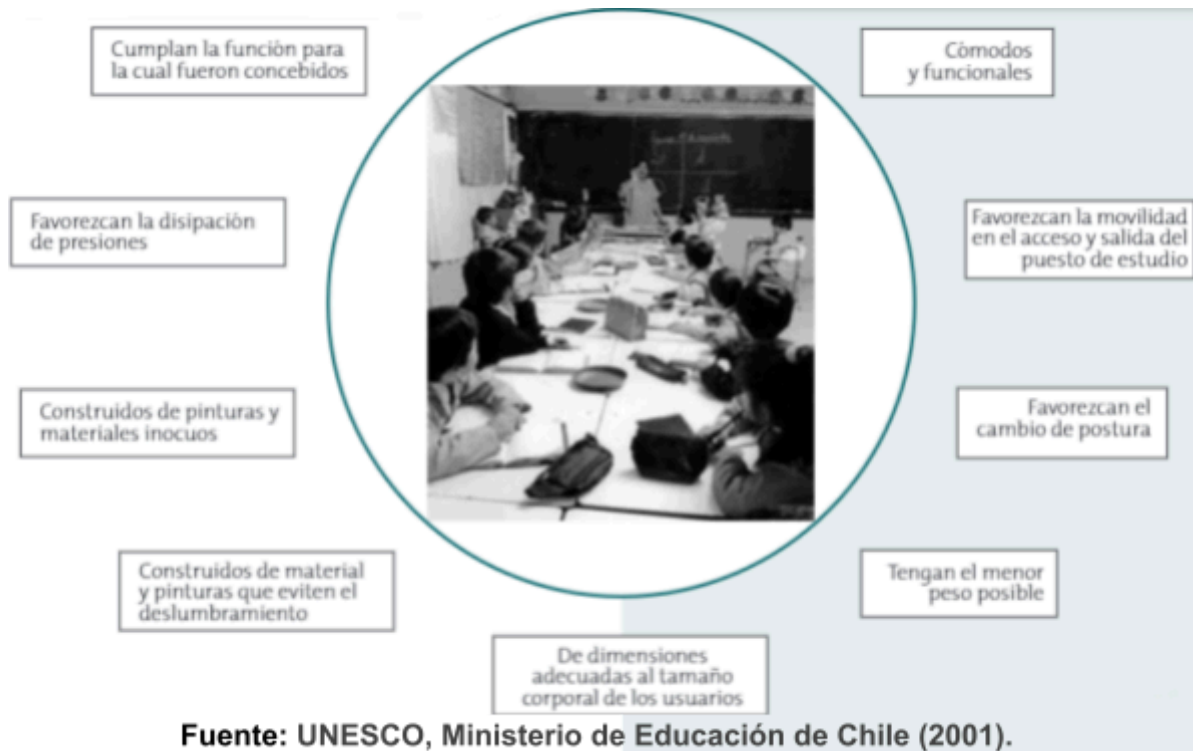 Cumplan la función para
la cual fueron concebidos
Cómodos
y funcionales
Favorezcan la disipación
de presiones
Favorezcan la movilidad
en el acceso y salida del
puesto de estudio
Construidos de pinturas y
materiales inocuos
Favorezcan el
cambio de postura
Construidos de material
y pinturas que eviten el
deslumbramiento
Tengan el menor
peso posible
De dimensiones
adecuadas al tamaño
corporal de los usuarios
Fuente: UNESCO, Ministerio de Educación de Chile (2001).